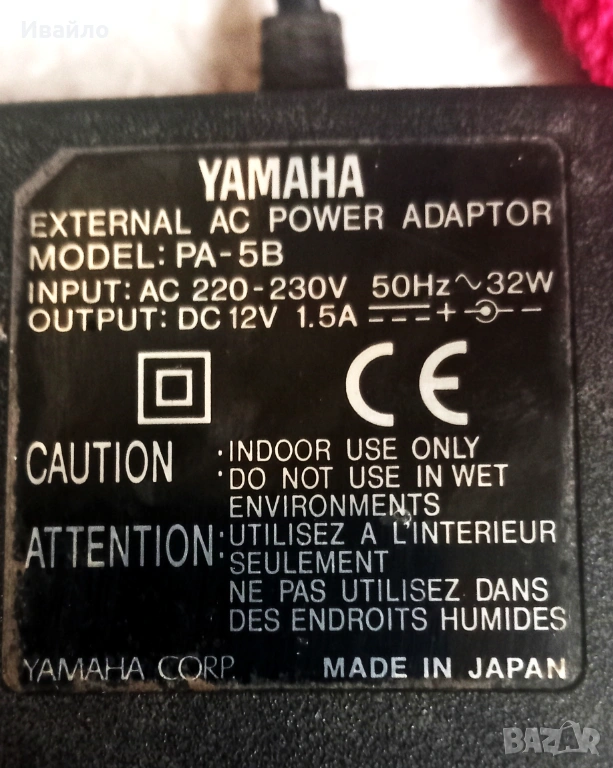 Ивайло
YAMAHA
EXTERNAL AC POWER ADAPTOR
MODEL: PA-5B
INPUT: AC 220-230V 50Hz ~ 32W
OUTPUT: DC 12V 1.5A
CE
CAUTION · INDOOR USE ONLY
· DO NOT USE IN WET
ENVIRONMENTS
ATTENTION: · UTILISEZ A L'INTERIEUR
SEULEMENT
NE PAS UTILISEZ DANS
DES ENDROITS HUMIDES
YAMAHA CORP. MADE IN JAPAN
BAZAR